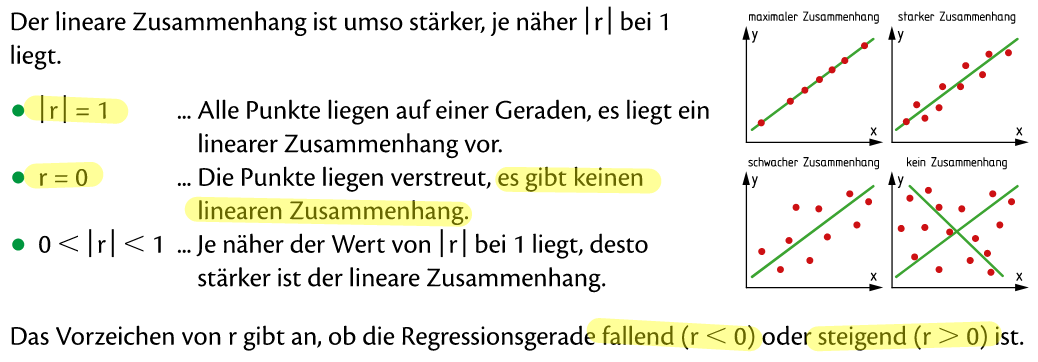 Der lineare Zusammenhang ist umso stärker, je näher |r| bei 1
liegt.
• |r| = 1 ... Alle Punkte liegen auf einer Geraden, es liegt ein
linearer Zusammenhang vor.
• r = 0 ... Die Punkte liegen verstreut, es gibt keinen
linearen Zusammenhang.
• 0 < |r| < 1 ... Je näher der Wert von |r| bei 1 liegt, desto
stärker ist der lineare Zusammenhang.
maximaler Zusammenhang
y
x
starker Zusammenhang
y
x
schwacher Zusammenhang
y
x
kein Zusammenhang
y
x
Das Vorzeichen von r gibt an, ob die Regressionsgerade fallend (r < 0) oder steigend (r > 0) ist.